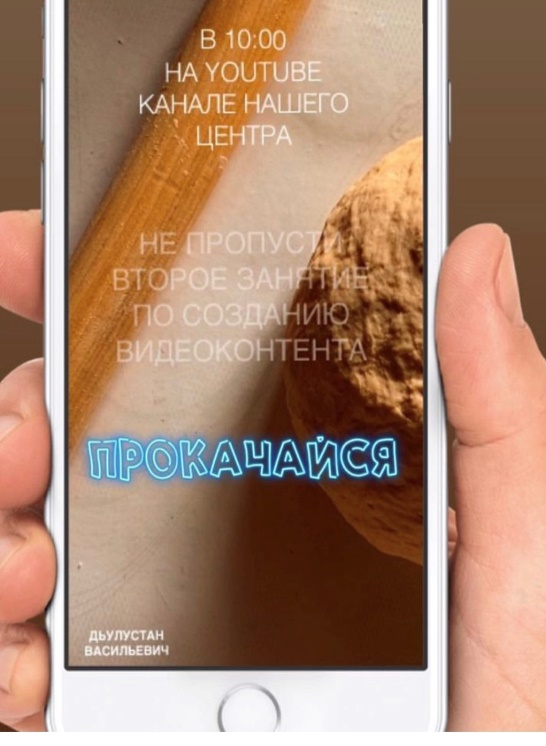 В 10:00
НА YOUTUBE
КАНАЛЕ НАШЕГО
ЦЕНТРА
НЕ ПРОПУСТИ
ВТОРОЕ ЗАНЯТИЕ
ПО СОЗДАНИЮ
ВИДЕОКОНТЕНТА
ПРОКАЧАЙСЯ
ДЬУЛУСТАН
ВАСИЛЬЕВИЧ